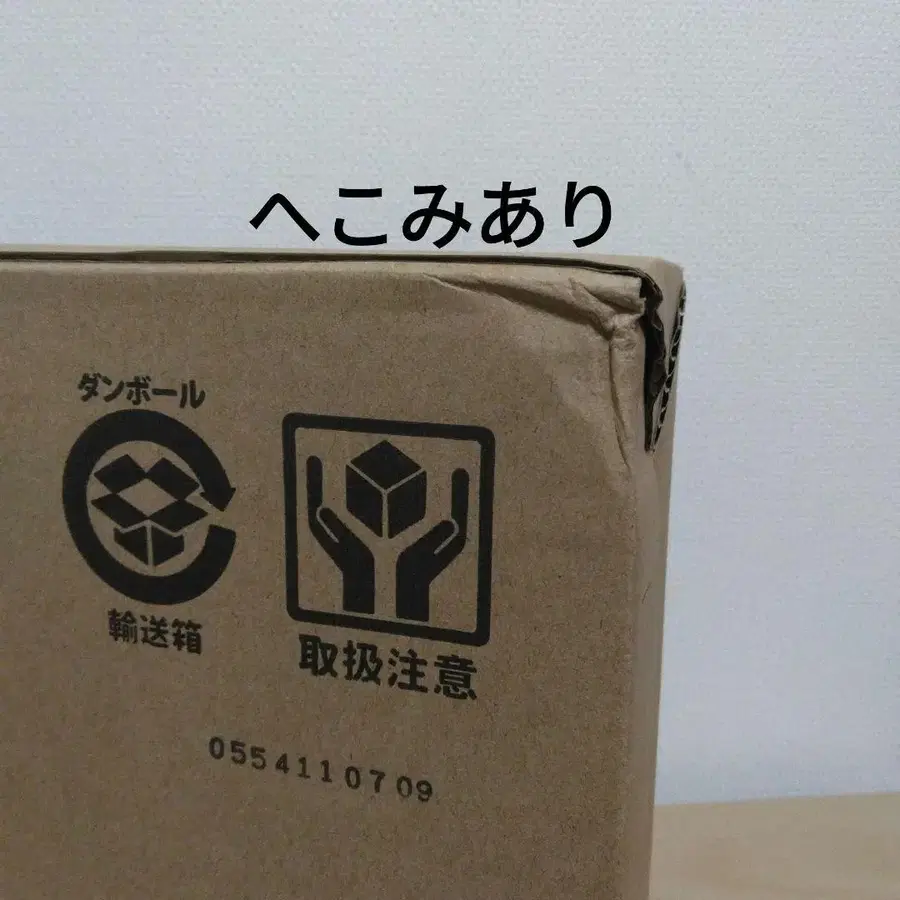 へこみあり
ダンボール
輸送箱
取扱注意
0554110709